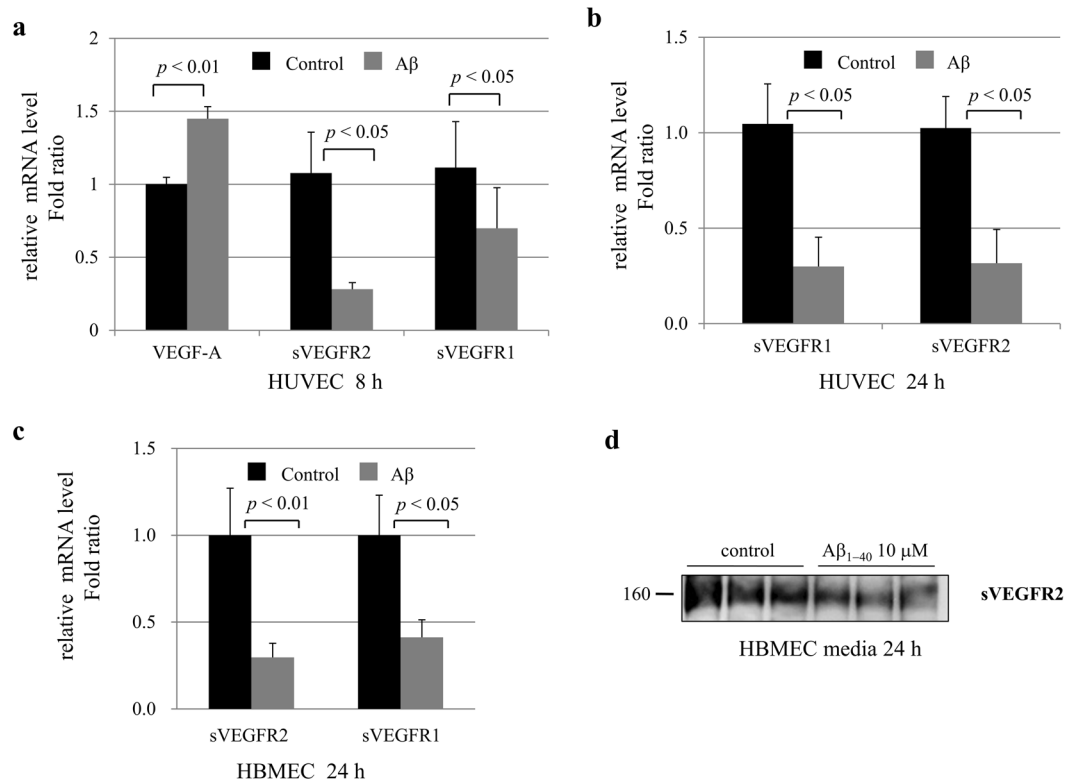 a
2
Control Aβ
p < 0.01
p < 0.05
p < 0.05
1.5
1
0.5
0
relative mRNA level
Fold ratio
VEGF-A sVEGFR2 sVEGFR1
HUVEC 8 h
b
1.5
Control Aβ
p < 0.05 p < 0.05
1.0
0.5
0.0
relative mRNA level
Fold ratio
sVEGFR1 sVEGFR2
HUVEC 24 h
c
1.5
Control Aβ
p < 0.01 p < 0.05
1.0
0.5
0.0
relative mRNA level
Fold ratio
sVEGFR2 sVEGFR1
HBMEC 24 h
d
control Aβ1–40 10 μM
160 sVEGFR2
HBMEC media 24 h